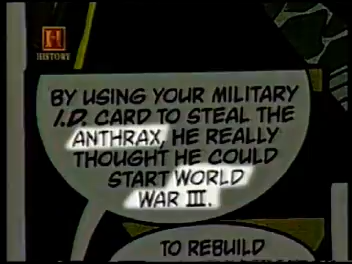 H
HISTORY
BY USING YOUR MILITARY
I.D. CARD TO STEAL THE
ANTHRAX, HE REALLY
THOUGHT HE COULD
START WORLD
WAR III.
TO REBUILD